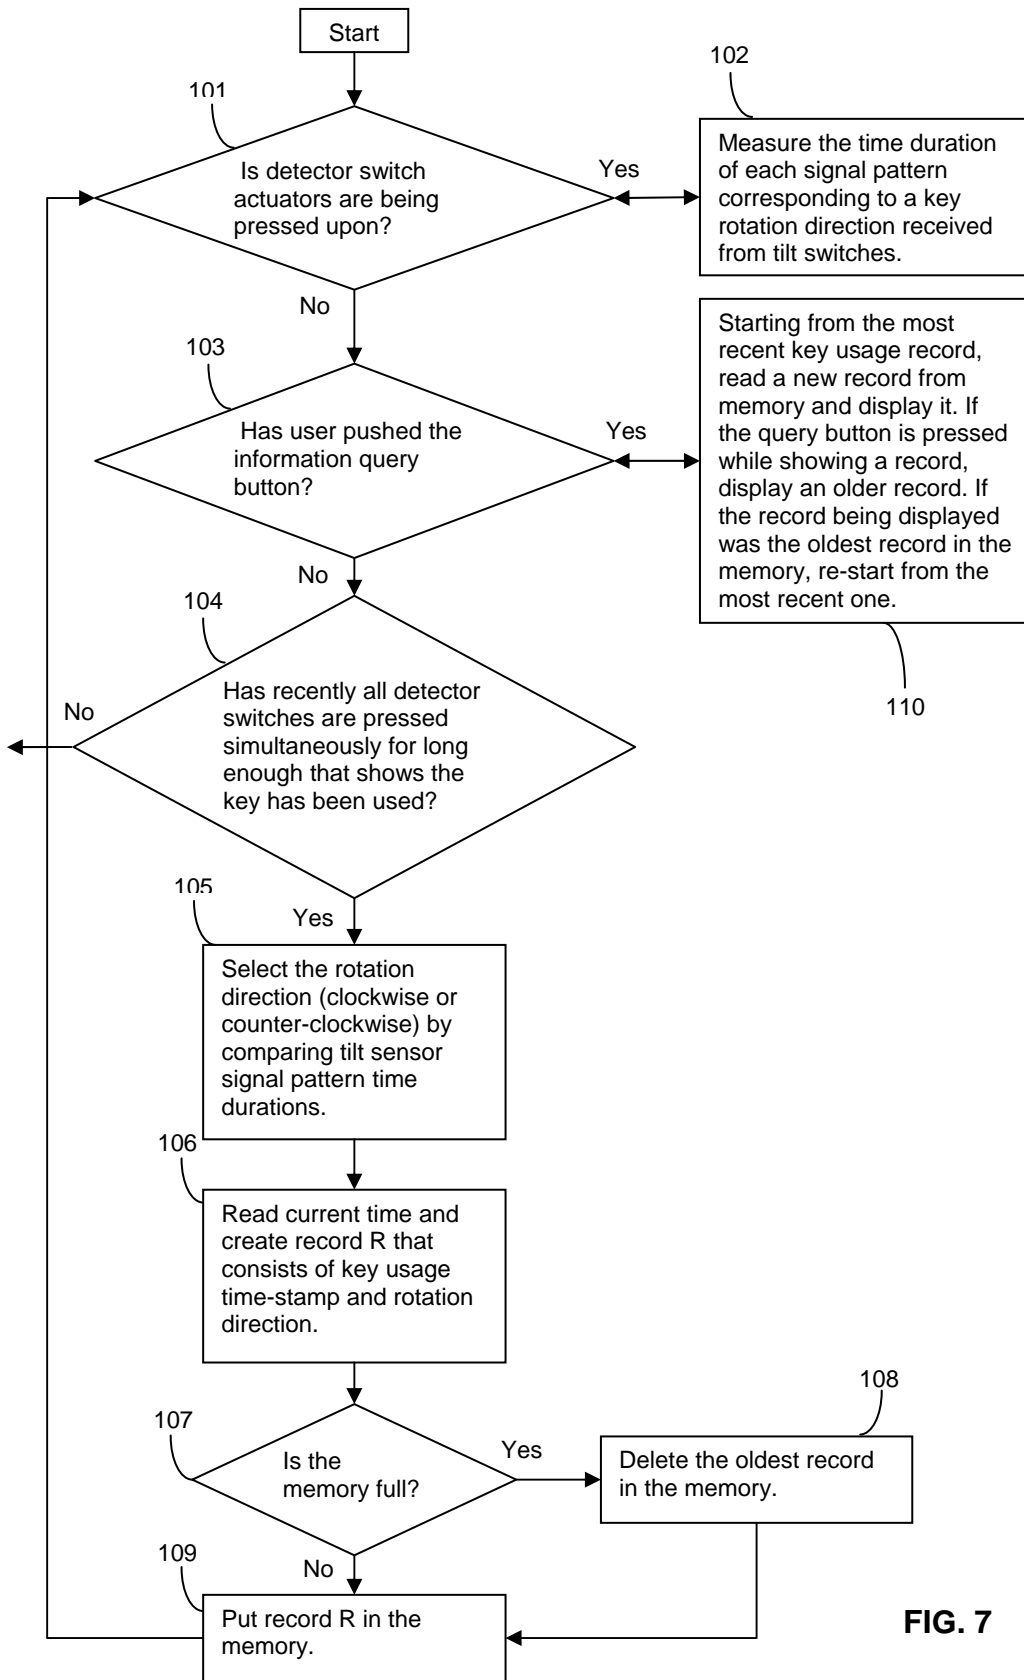 Start
101
Is detector switch
actuators are being
pressed upon?
Yes
102
Measure the time duration
of each signal pattern
corresponding to a key
rotation direction received
from tilt switches.
No
103
Has user pushed the
information query
button?
Yes
Starting from the most
recent key usage record,
read a new record from
memory and display it. If
the query button is pressed
while showing a record,
display an older record. If
the record being displayed
was the oldest record in the
memory, re-start from the
most recent one.
110
No
104
Has recently all detector
switches are pressed
simultaneously for long
enough that shows the
key has been used?
No
Yes
105
Select the rotation
direction (clockwise or
counter-clockwise) by
comparing tilt sensor
signal pattern time
durations.
106
Read current time and
create record R that
consists of key usage
time-stamp and rotation
direction.
107
Is the
memory full?
Yes
108
Delete the oldest record
in the memory.
No
109
Put record R in the
memory.
FIG. 7